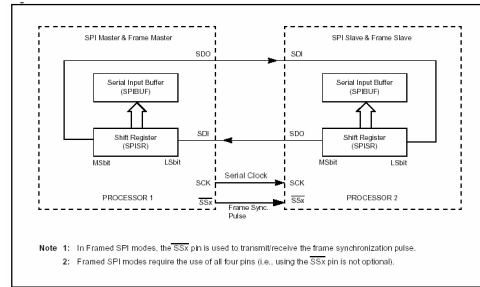 SPI Master & Frame Master
SPI Slave & Frame Slave
SDO
SDI
Serial Input Buffer
(SPIBUF)
Serial Input Buffer
(SPIBUF)
Shift Register
(SPISR)
SDI
SDO
Shift Register
(SPISR)
MSbit
LSbit
MSbit
LSbit
Serial Clock
SCK
SCK
PROCESSOR 1
SSx
Frame Sync.
Pulse
SSx
PROCESSOR 2
Note 1: In Framed SPI modes, the SSx pin is used to transmit/receive the frame synchronization pulse.
2: Framed SPI modes require the use of all four pins (i.e., using the SSx pin is not optional).